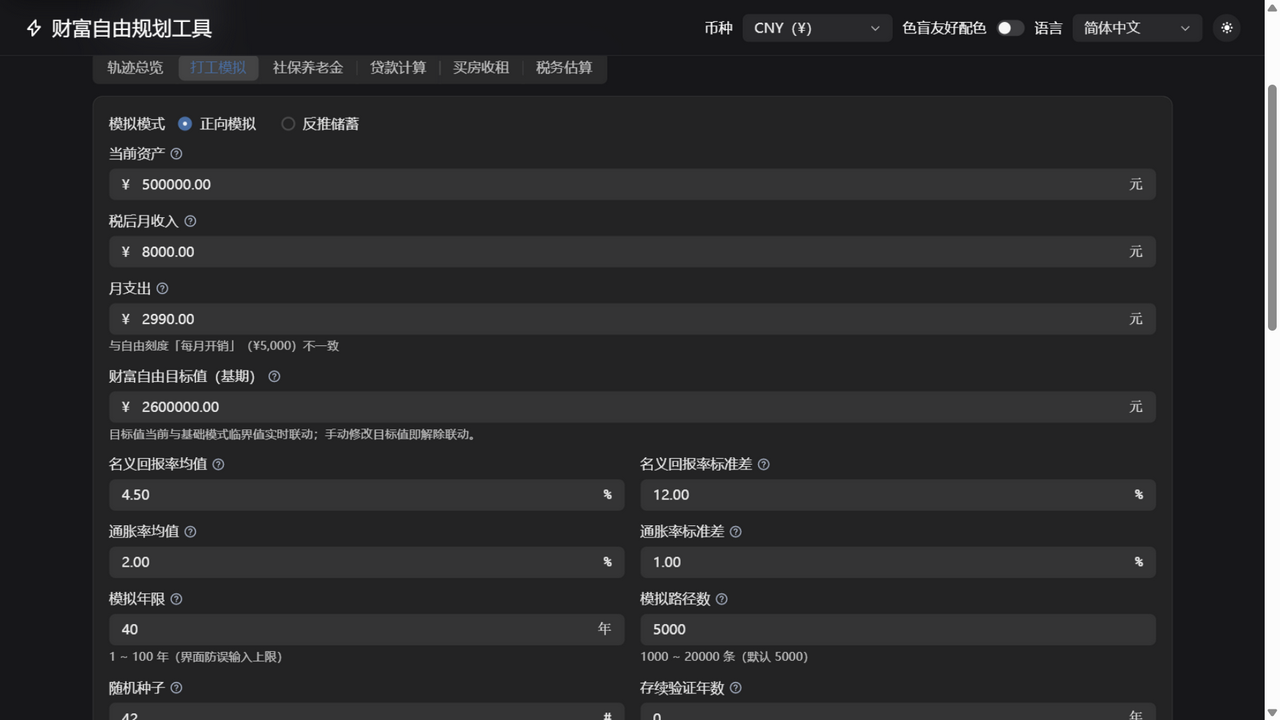 财富自由规划工具 币种 CNY (¥) 色盲友好配色 语言 简体中文
轨迹总览 打工模拟 社保养老金 贷款计算 买房收租 税务估算
模拟模式 正向模拟 反推储蓄
当前资产
¥ 500000.00 元
税后月收入
¥ 8000.00 元
月支出
¥ 2990.00 元
与自由刻度「每月开销」（¥5,000）不一致
财富自由目标值（基期）
¥ 2600000.00 元
目标值当前与基础模式临界值实时联动；手动修改目标值即解除联动。
名义回报率均值 名义回报率标准差
4.50 % 12.00 %
通胀率均值 通胀率标准差
2.00 % 1.00 %
模拟年限 模拟路径数
40 年 5000
1 ~ 100 年（界面防误输入上限） 1000 ~ 20000 条（默认 5000）
随机种子 存续验证年数
42 # 0 年